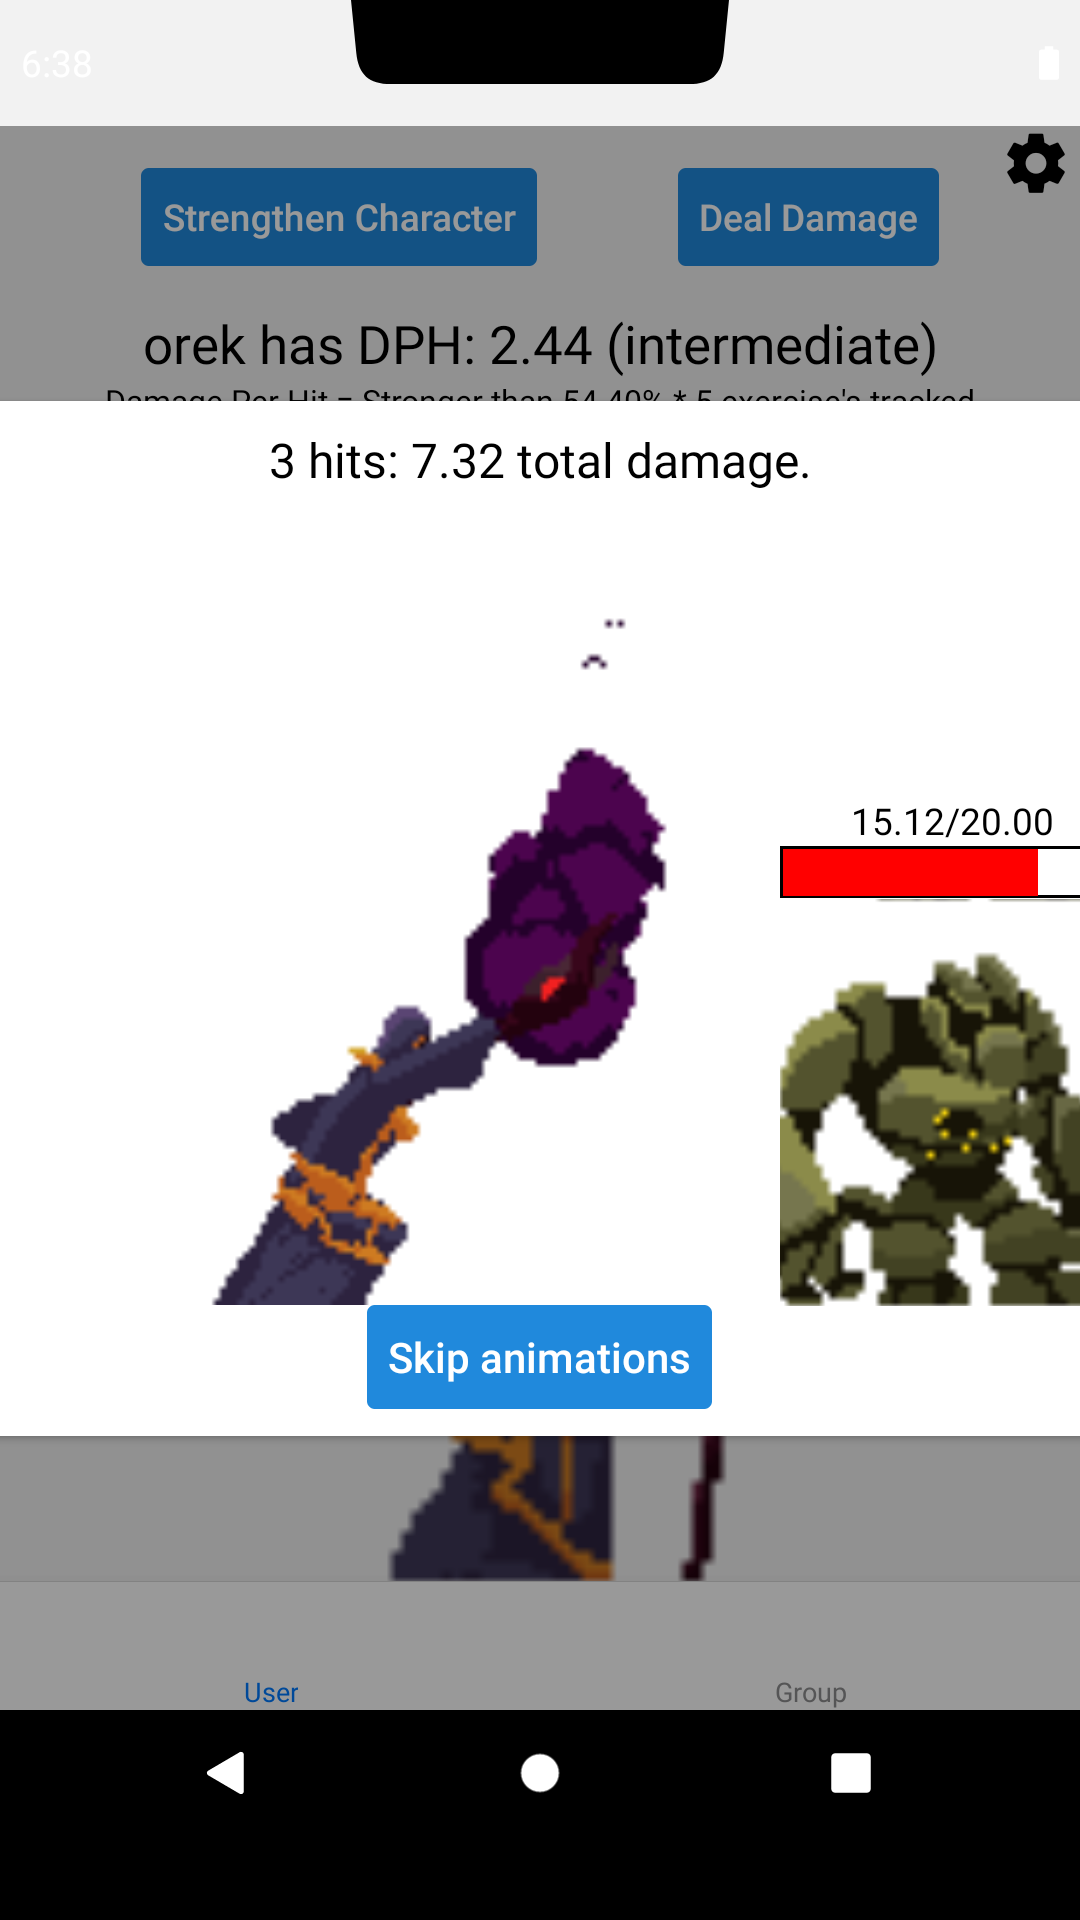 6:38
Strengthen Character
Deal Damage
orek has DPH: 2.44 (intermediate)
Damage Per Hit = Stronger than 54.40% * 5 exercise's tracked
3 hits: 7.32 total damage.
15.12/20.00
Skip animations
User
Group